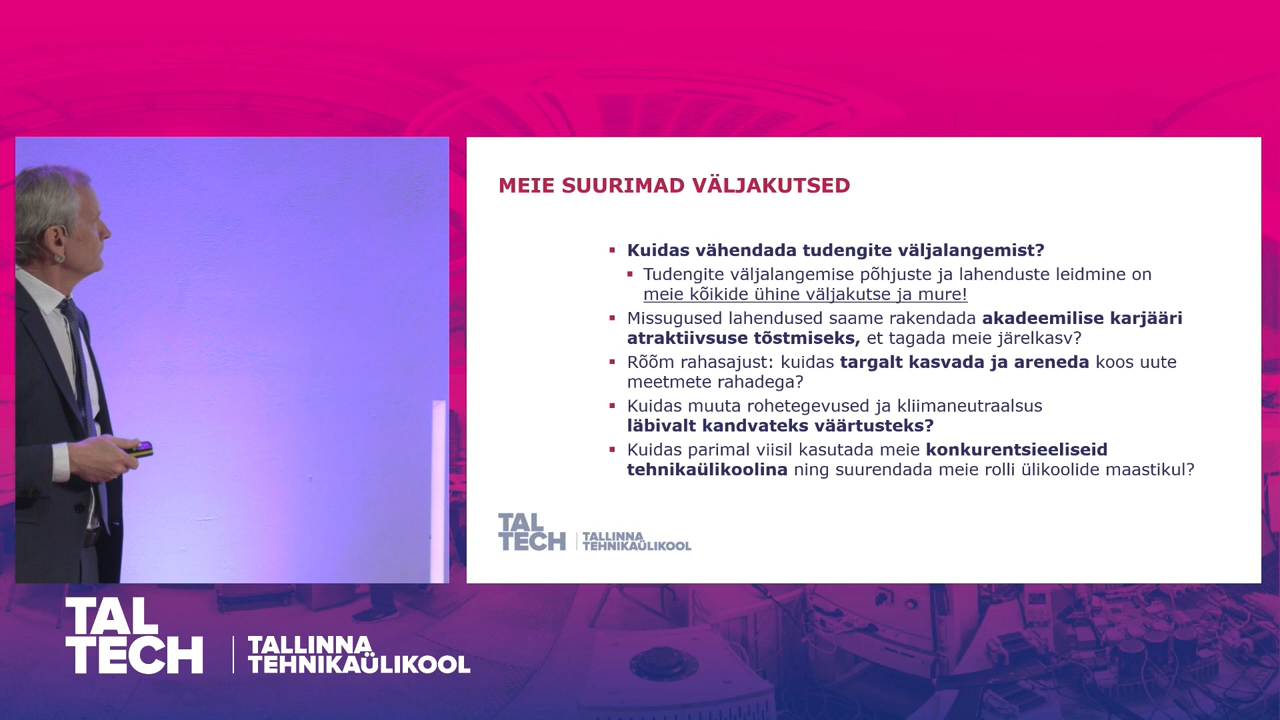 MEIE SUURIMAD VÄLJAKUTSED
Kuidas vähendada tudengite väljalangemist?
Tudengite väljalangemise põhjuste ja lahenduste leidmine on
meie kõikide ühine väljakutse ja mure!
Missugused lahendused saame rakendada akadeemilise karjääri
atraktiivsuse tõstmiseks, et tagada meie järelkasv?
Rõõm rahasajust: kuidas targalt kasvada ja areneda koos uute
meetmete rahadega?
Kuidas muuta rohetegevused ja kliimaneutraalsus
läbivalt kandvateks väärtusteks?
Kuidas parimal viisil kasutada meie konkurentsieeliseid
tehnikaülikoolina ning suurendada meie rolli ülikoolide maastikul?
TAL
TECH
TALLINNA
TEHNIKAÜLIKOOL
TAL
TECH
TALLINNA
TEHNIKAÜLIKOOL